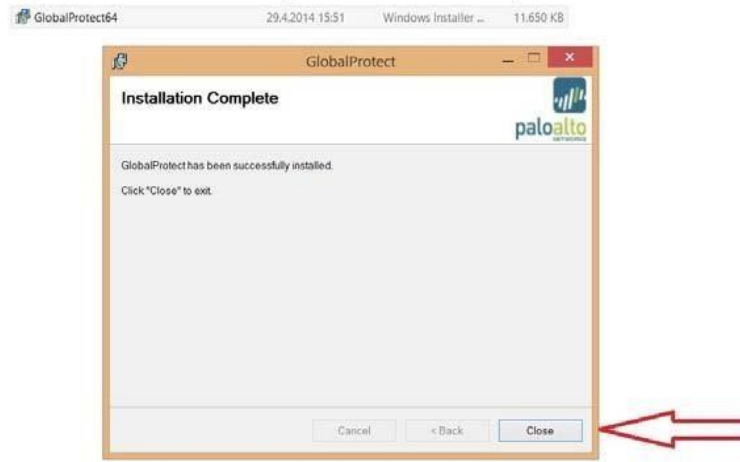 GlobalProtect64 29.4.2014 15:51 Windows Installer ... 11.650 KB
GlobalProtect
Installation Complete
paloalto
NETWORKS
GlobalProtect has been successfully installed.
Click "Close" to exit.
Cancel < Back Close